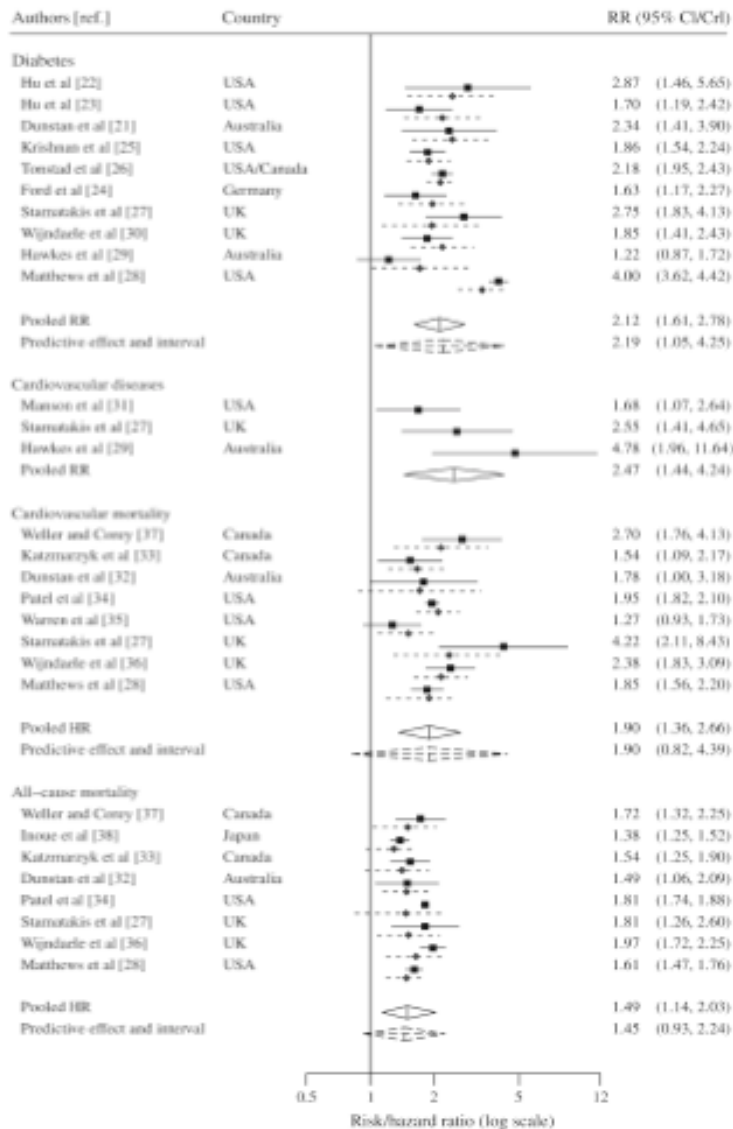 Authors [ref.] Country RR (95% CI/CrI)
Diabetes
Hu et al [22] USA 2.87 (1.46, 5.65)
Hu et al [23] USA 1.70 (1.19, 2.42)
Dunstan et al [21] Australia 2.34 (1.41, 3.90)
Krishnan et al [25] USA 1.86 (1.54, 2.24)
Tonstad et al [26] USA/Canada 2.18 (1.95, 2.43)
Ford et al [24] Germany 1.63 (1.17, 2.27)
Stamatakis et al [27] UK 2.75 (1.83, 4.13)
Wijndaele et al [30] UK 1.85 (1.41, 2.43)
Hawkes et al [29] Australia 1.22 (0.87, 1.72)
Matthews et al [28] USA 4.00 (3.62, 4.42)
Pooled RR 2.12 (1.61, 2.78)
Predictive effect and interval 2.19 (1.05, 4.25)
Cardiovascular diseases
Manson et al [31] USA 1.68 (1.07, 2.64)
Stamatakis et al [27] UK 2.55 (1.41, 4.65)
Hawkes et al [29] Australia 4.78 (1.96, 11.64)
Pooled RR 2.47 (1.44, 4.24)
Cardiovascular mortality
Weller and Corey [37] Canada 2.70 (1.76, 4.13)
Katzmarzyk et al [33] Canada 1.54 (1.09, 2.17)
Dunstan et al [32] Australia 1.78 (1.00, 3.18)
Patel et al [34] USA 1.95 (1.82, 2.10)
Warren et al [35] USA 1.27 (0.93, 1.73)
Stamatakis et al [27] UK 4.22 (2.11, 8.43)
Wijndaele et al [36] UK 2.38 (1.83, 3.09)
Matthews et al [28] USA 1.85 (1.56, 2.20)
Pooled HR 1.90 (1.36, 2.66)
Predictive effect and interval 1.90 (0.82, 4.39)
All-cause mortality
Weller and Corey [37] Canada 1.72 (1.32, 2.25)
Inoue et al [38] Japan 1.38 (1.25, 1.52)
Katzmarzyk et al [33] Canada 1.54 (1.25, 1.90)
Dunstan et al [32] Australia 1.49 (1.06, 2.09)
Patel et al [34] USA 1.81 (1.74, 1.88)
Stamatakis et al [27] UK 1.81 (1.26, 2.60)
Wijndaele et al [36] UK 1.97 (1.72, 2.25)
Matthews et al [28] USA 1.61 (1.47, 1.76)
Pooled HR 1.49 (1.14, 2.03)
Predictive effect and interval 1.45 (0.93, 2.24)
0.5 1 2 5 12
Risk/hazard ratio (log scale)